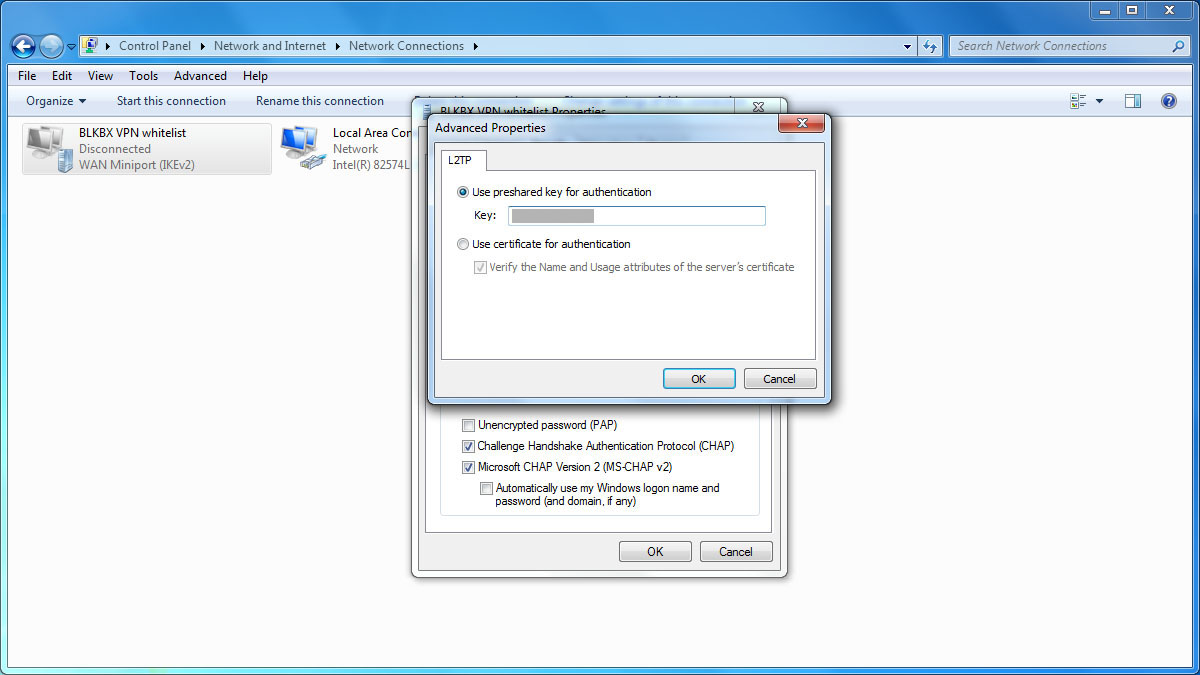 Control Panel Network and Internet Network Connections
Search Network Connections
File Edit View Tools Advanced Help
Organize Start this connection Rename this connection
BLKBX VPN whitelist
Disconnected
WAN Miniport (IKEv2)
Local Area Con
Network
Intel(R) 82574L
BLKBX VPN whitelist Properties
Advanced Properties
L2TP
Use preshared key for authentication
Key:
Use certificate for authentication
Verify the Name and Usage attributes of the server's certificate
OK Cancel
Unencrypted password (PAP)
Challenge Handshake Authentication Protocol (CHAP)
Microsoft CHAP Version 2 (MS-CHAP v2)
Automatically use my Windows logon name and
password (and domain, if any)
OK Cancel